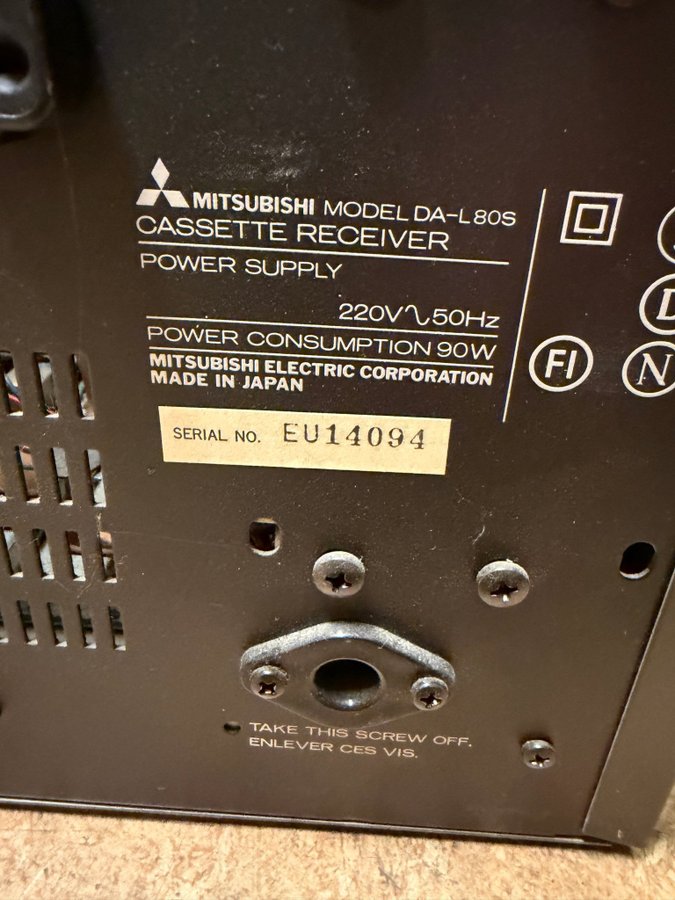 MITSUBISHI MODEL DA-L80S
CASSETTE RECEIVER
POWER SUPPLY
220V∿50Hz
POWER CONSUMPTION 90W
MITSUBISHI ELECTRIC CORPORATION
MADE IN JAPAN
D
FI
N
SERIAL NO. EU14094
TAKE THIS SCREW OFF.
ENLEVER CES VIS.